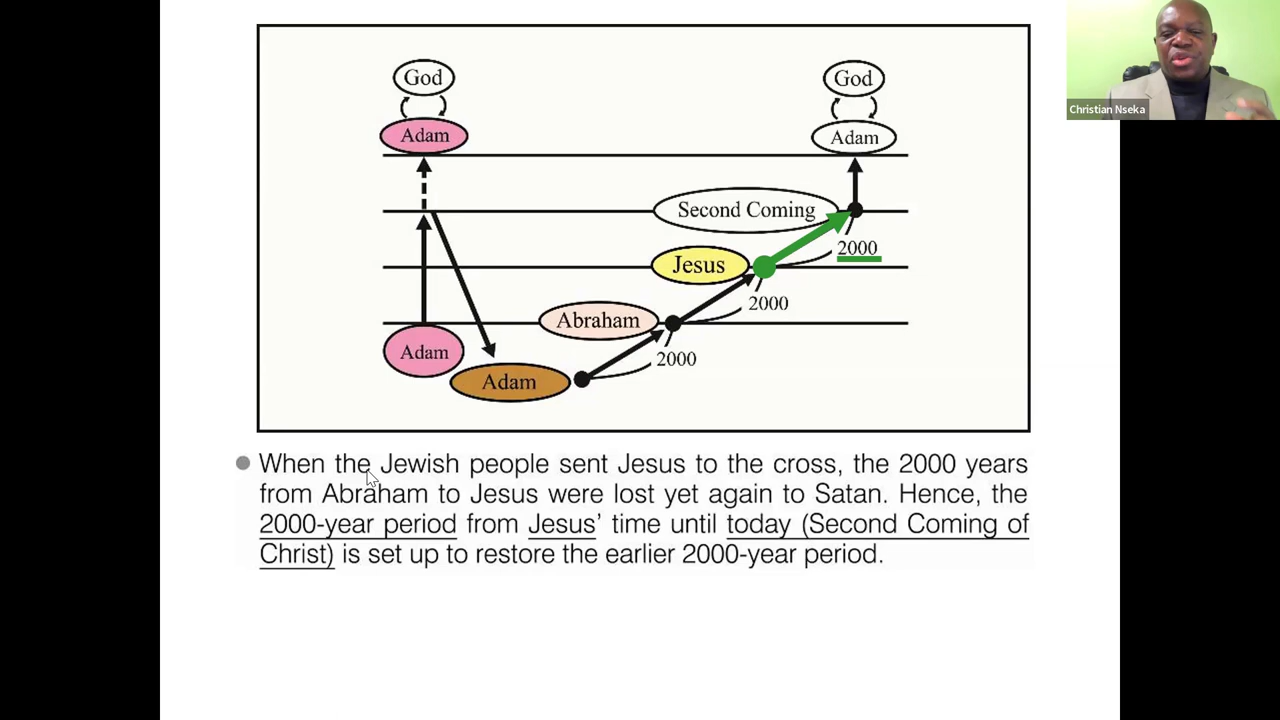 God
God
Christian Nseka
Adam
Adam
Second Coming
2000
Jesus
2000
Abraham
2000
Adam
Adam
When the Jewish people sent Jesus to the cross, the 2000 years
from Abraham to Jesus were lost yet again to Satan. Hence, the
2000-year period from Jesus’ time until today (Second Coming of
Christ) is set up to restore the earlier 2000-year period.